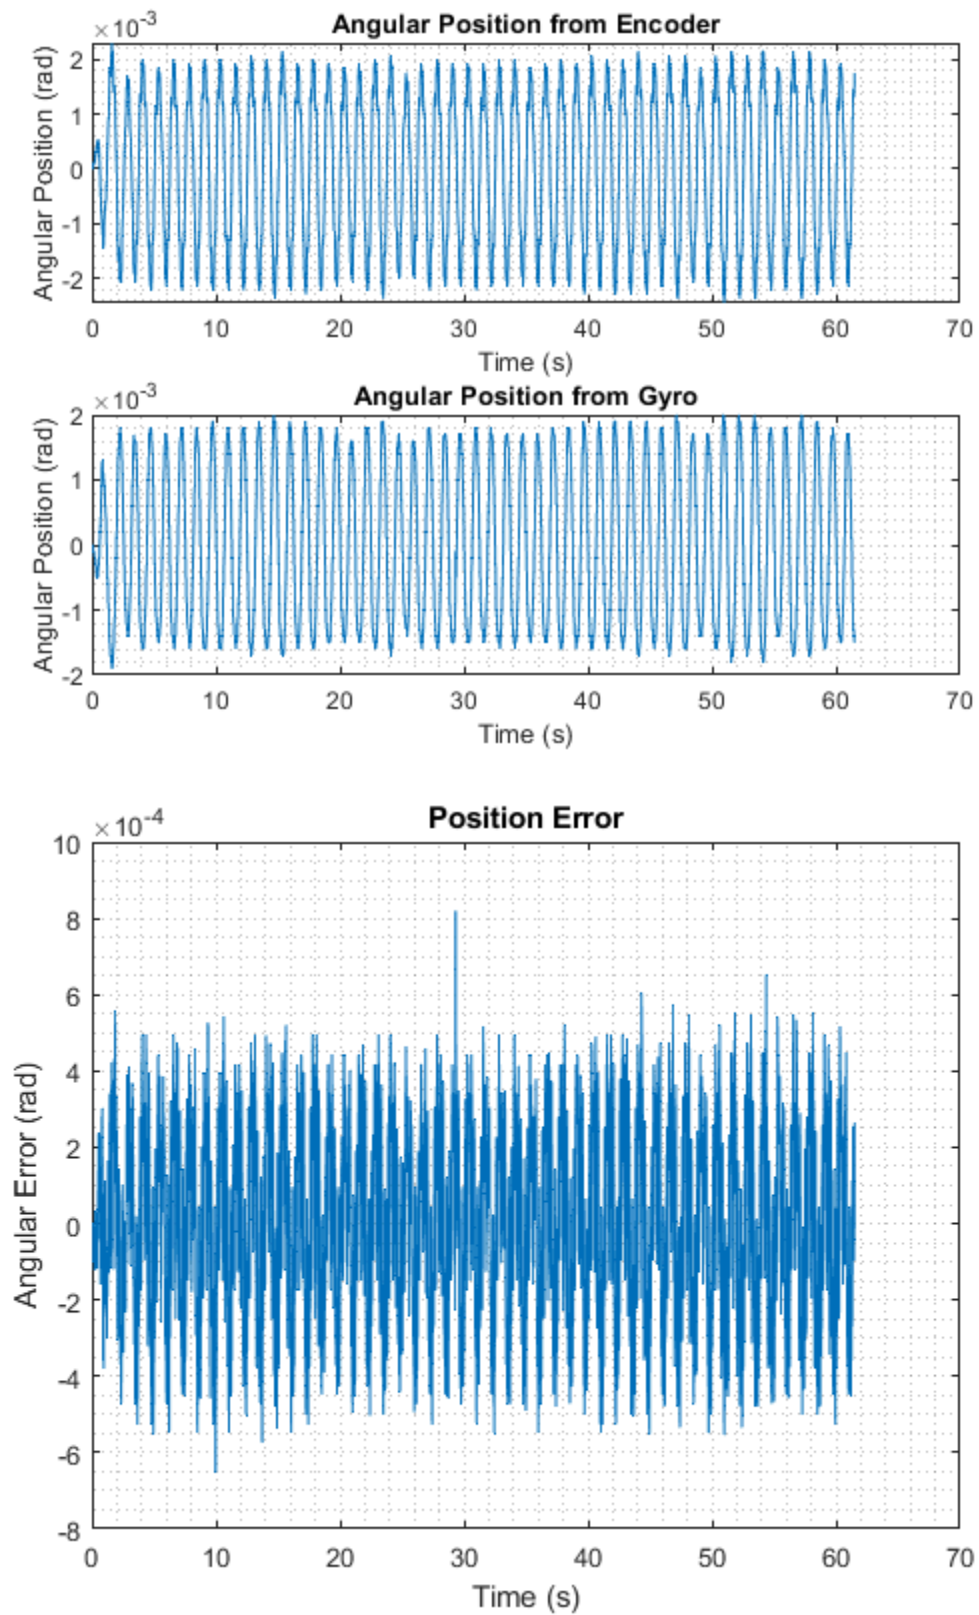 Angular Position from Encoder
×10-3
Angular Position (rad)
2
1
0
-1
-2
0 10 20 30 40 50 60 70
Time (s)
Angular Position from Gyro
×10-3
Angular Position (rad)
2
1
0
-1
-2
0 10 20 30 40 50 60 70
Time (s)
Position Error
×10-4
Angular Error (rad)
10
8
6
4
2
0
-2
-4
-6
-8
0 10 20 30 40 50 60 70
Time (s)